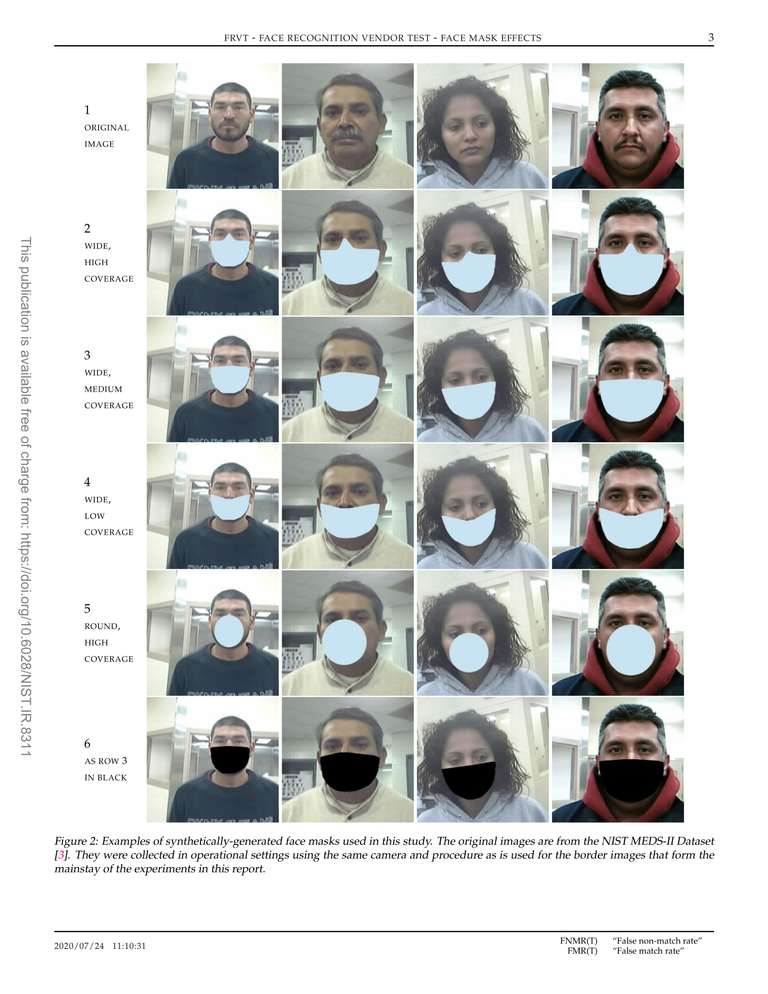 FRVT - FACE RECOGNITION VENDOR TEST - FACE MASK EFFECTS 3
This publication is available free of charge from: https://doi.org/10.6028/NIST.IR.8311
1
ORIGINAL
IMAGE
2
WIDE,
HIGH
COVERAGE
3
WIDE,
MEDIUM
COVERAGE
4
WIDE,
LOW
COVERAGE
5
ROUND,
HIGH
COVERAGE
6
AS ROW 3
IN BLACK
Figure 2: Examples of synthetically-generated face masks used in this study. The original images are from the NIST MEDS-II Dataset
[3]. They were collected in operational settings using the same camera and procedure as is used for the border images that form the
mainstay of the experiments in this report.
2020/07/24 11:10:31
FNMR(T) "False non-match rate"
FMR(T) "False match rate"